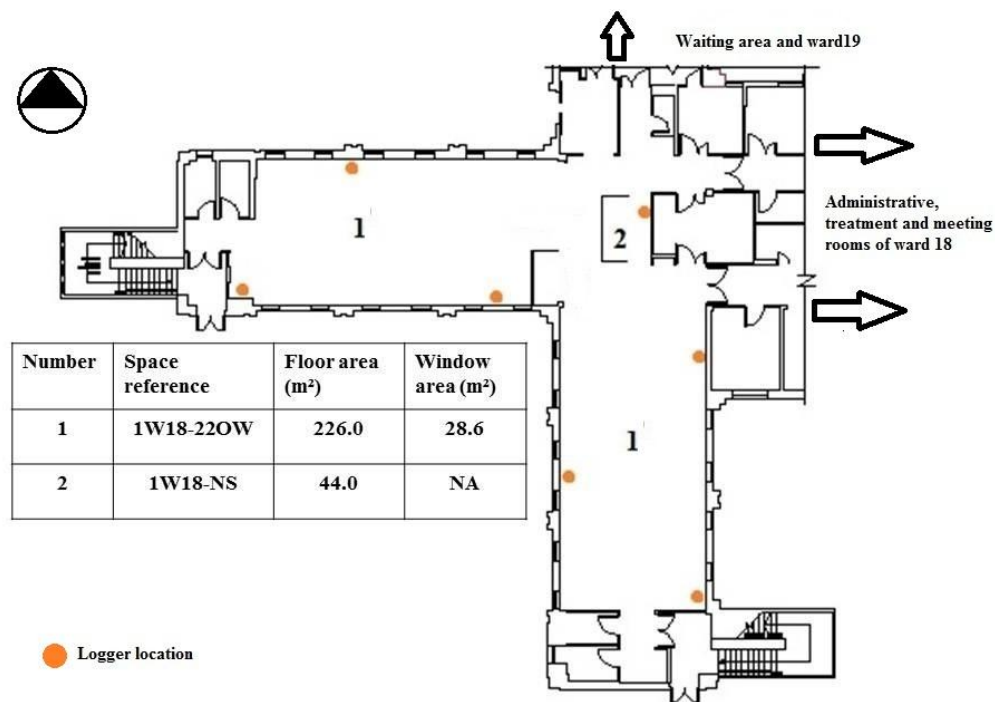 Waiting area and ward19
Administrative,
treatment and meeting
rooms of ward 18
1
2
Number
Space
reference
Floor area
(m²)
Window
area (m²)
1
1W18-22OW
226.0
28.6
2
1W18-NS
44.0
NA
1
Logger location